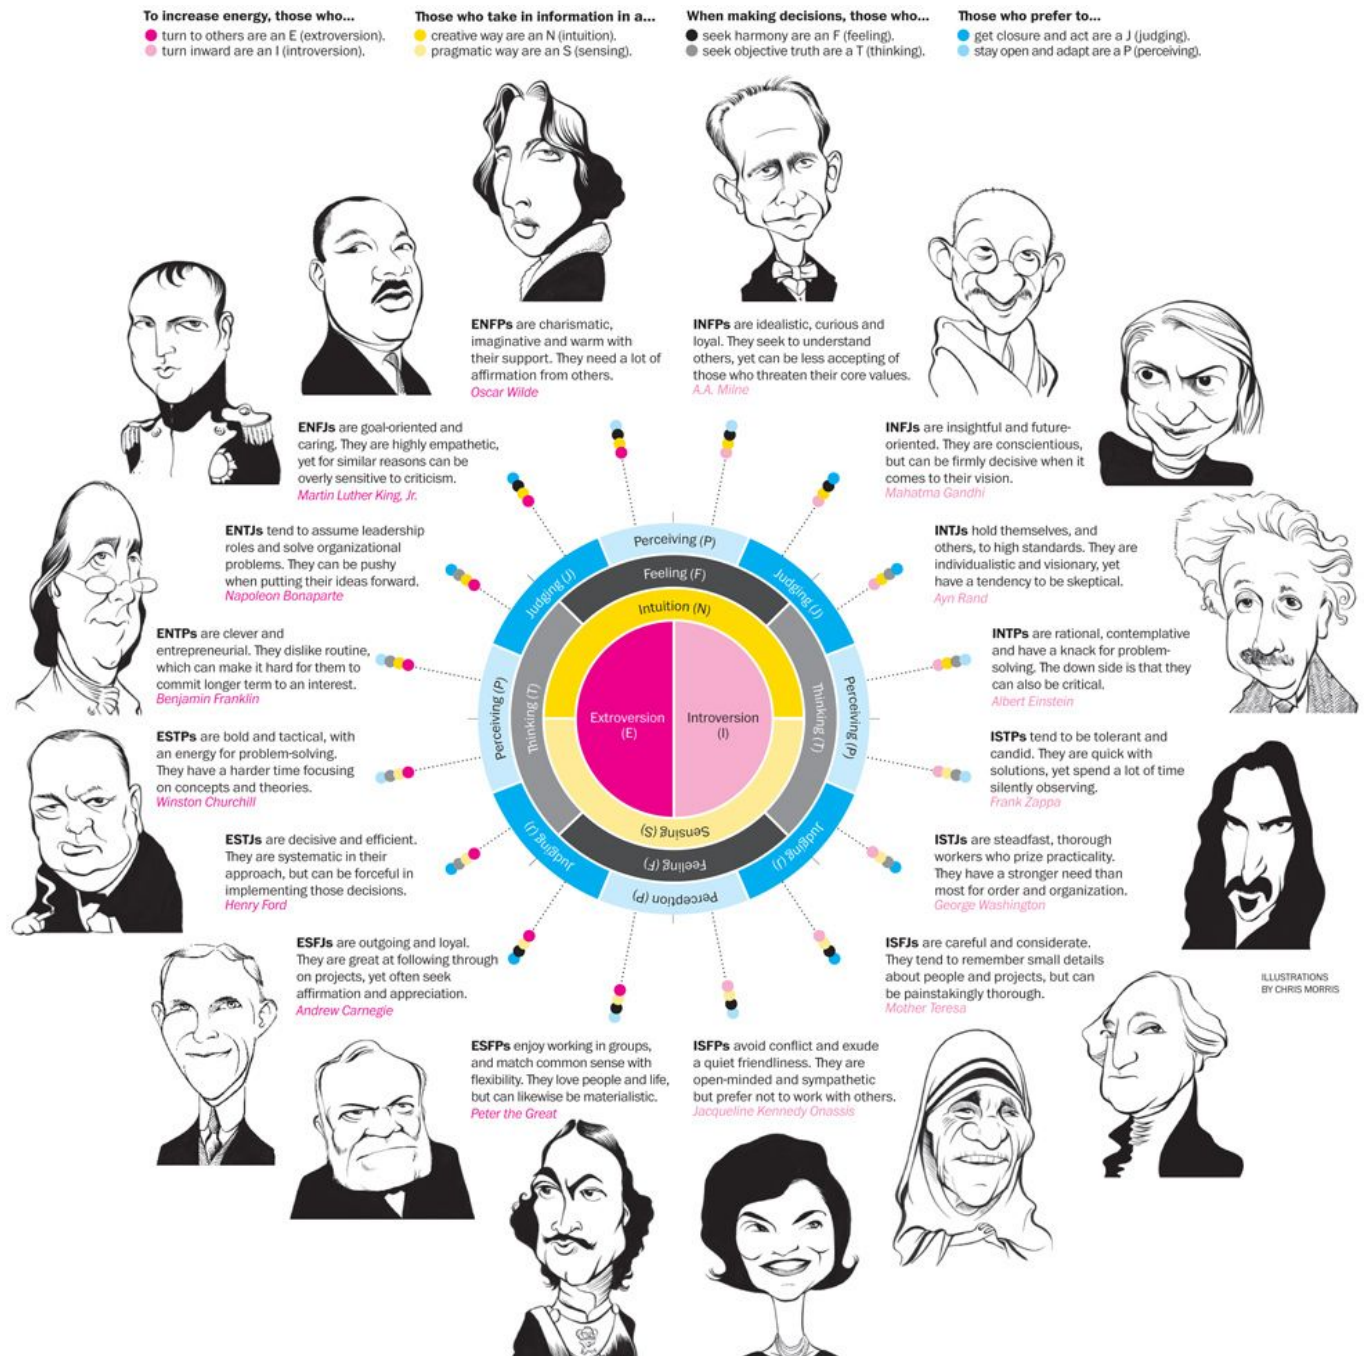 To increase energy, those who...
turn to others are an E (extroversion).
turn inward are an I (introversion).
Those who take in information in a...
creative way are an N (intuition).
pragmatic way are an S (sensing).
When making decisions, those who...
seek harmony are an F (feeling).
seek objective truth are a T (thinking).
Those who prefer to...
get closure and act are a J (judging).
stay open and adapt are a P (perceiving).
ENFPs are charismatic,
imaginative and warm with
their support. They need a lot of
affirmation from others.
Oscar Wilde
INFPs are idealistic, curious and
loyal. They seek to understand
others, yet can be less accepting of
those who threaten their core values.
A.A. Milne
ENFJs are goal-oriented and
caring. They are highly empathetic,
yet for similar reasons can be
overly sensitive to criticism.
Martin Luther King, Jr.
INFJs are insightful and future-
oriented. They are conscientious,
but can be firmly decisive when it
comes to their vision.
Mahatma Gandhi
ENTJs tend to assume leadership
roles and solve organizational
problems. They can be pushy
when putting their ideas forward.
Napoleon Bonaparte
INTJs hold themselves, and
others, to high standards. They are
individualistic and visionary, yet
have a tendency to be skeptical.
Ayn Rand
ENTPs are clever and
entrepreneurial. They dislike routine,
which can make it hard for them to
commit longer term to an interest.
Benjamin Franklin
INTPs are rational, contemplative
and have a knack for problem-
solving. The down side is that they
can also be critical.
Albert Einstein
ESTPs are bold and tactical, with
an energy for problem-solving.
They have a harder time focusing
on concepts and theories.
Winston Churchill
ISTPs tend to be tolerant and
candid. They are quick with
solutions, yet spend a lot of time
silently observing.
Frank Zappa
ESTJs are decisive and efficient.
They are systematic in their
approach, but can be forceful in
implementing those decisions.
Henry Ford
ISTJs are steadfast, thorough
workers who prize practicality.
They have a stronger need than
most for order and organization.
George Washington
ESFJs are outgoing and loyal.
They are great at following through
on projects, yet often seek
affirmation and appreciation.
Andrew Carnegie
ISFJs are careful and considerate.
They tend to remember small details
about people and projects, but can
be painstakingly thorough.
Mother Teresa
ESFPs enjoy working in groups,
and match common sense with
flexibility. They love people and life,
but can likewise be materialistic.
Peter the Great
ISFPs avoid conflict and exude
a quiet friendliness. They are
open-minded and sympathetic
but prefer not to work with others.
Jacqueline Kennedy Onassis
Perceiving (P)
Judging (J)
Feeling (F)
Judging (J)
Intuition (N)
Perceiving (P)
Thinking (T)
Extroversion
(E)
Introversion
(I)
Thinking (T)
Perceiving (P)
Sensing (S)
Judging (J)
Feeling (F)
Judging (J)
Perception (P)
ILLUSTRATIONS
BY CHRIS MORRIS